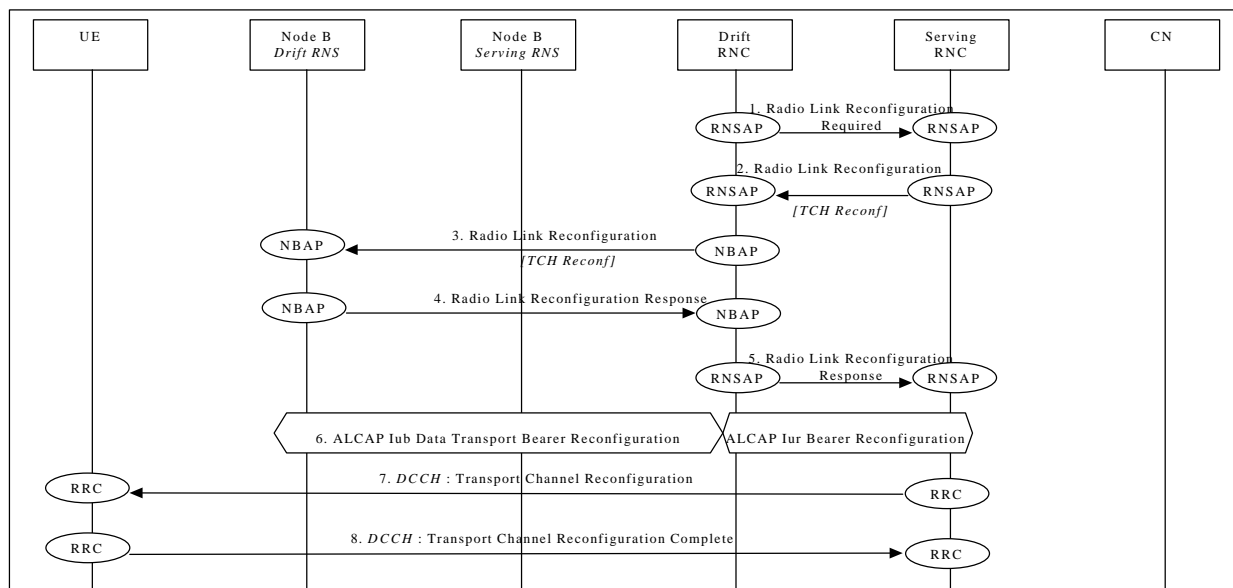 UE
Node B
Drift RNS
Node B
Serving RNS
Drift
RNC
Serving
RNC
CN
1. Radio Link Reconfiguration
Required
RNSAP
RNSAP
2. Radio Link Reconfiguration
RNSAP
RNSAP
[TCH Reconf]
3. Radio Link Reconfiguration
NBAP
NBAP
[TCH Reconf]
4. Radio Link Reconfiguration Response
NBAP
NBAP
5. Radio Link Reconfiguration
Response
RNSAP
RNSAP
6. ALCAP Iub Data Transport Bearer Reconfiguration
ALCAP Iur Bearer Reconfiguration
7. DCCH : Transport Channel Reconfiguration
RRC
RRC
8. DCCH : Transport Channel Reconfiguration Complete
RRC
RRC